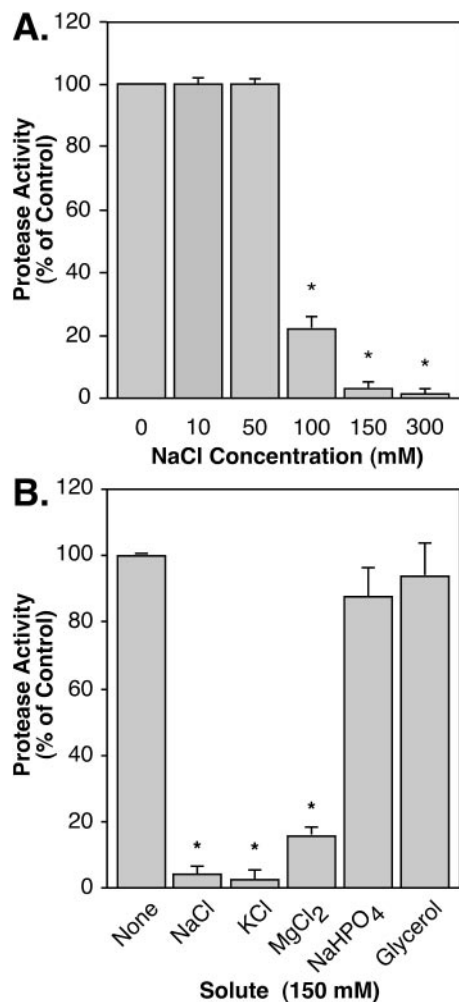 A.
Protease Activity
(% of Control)
120
100
80
60
40
20
0
* * *
0 10 50 100 150 300
NaCl Concentration (mM)
B.
Protease Activity
(% of Control)
120
100
80
60
40
20
0
* * *
None NaCl KCl MgCl₂ NaHPO₄ Glycerol
Solute (150 mM)